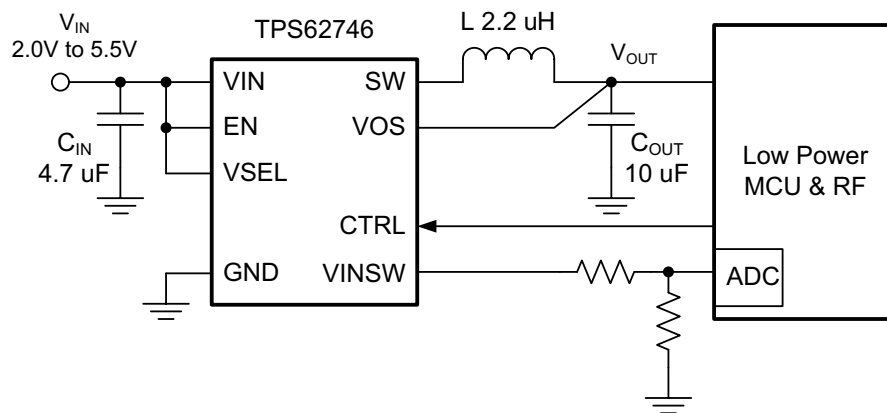 TPS62746
L 2.2 uH
VIN
2.0V to 5.5V
VOUT
VIN
SW
EN
VOS
CIN
4.7 uF
VSEL
COUT
10 uF
Low Power
MCU & RF
CTRL
GND
VINSW
ADC